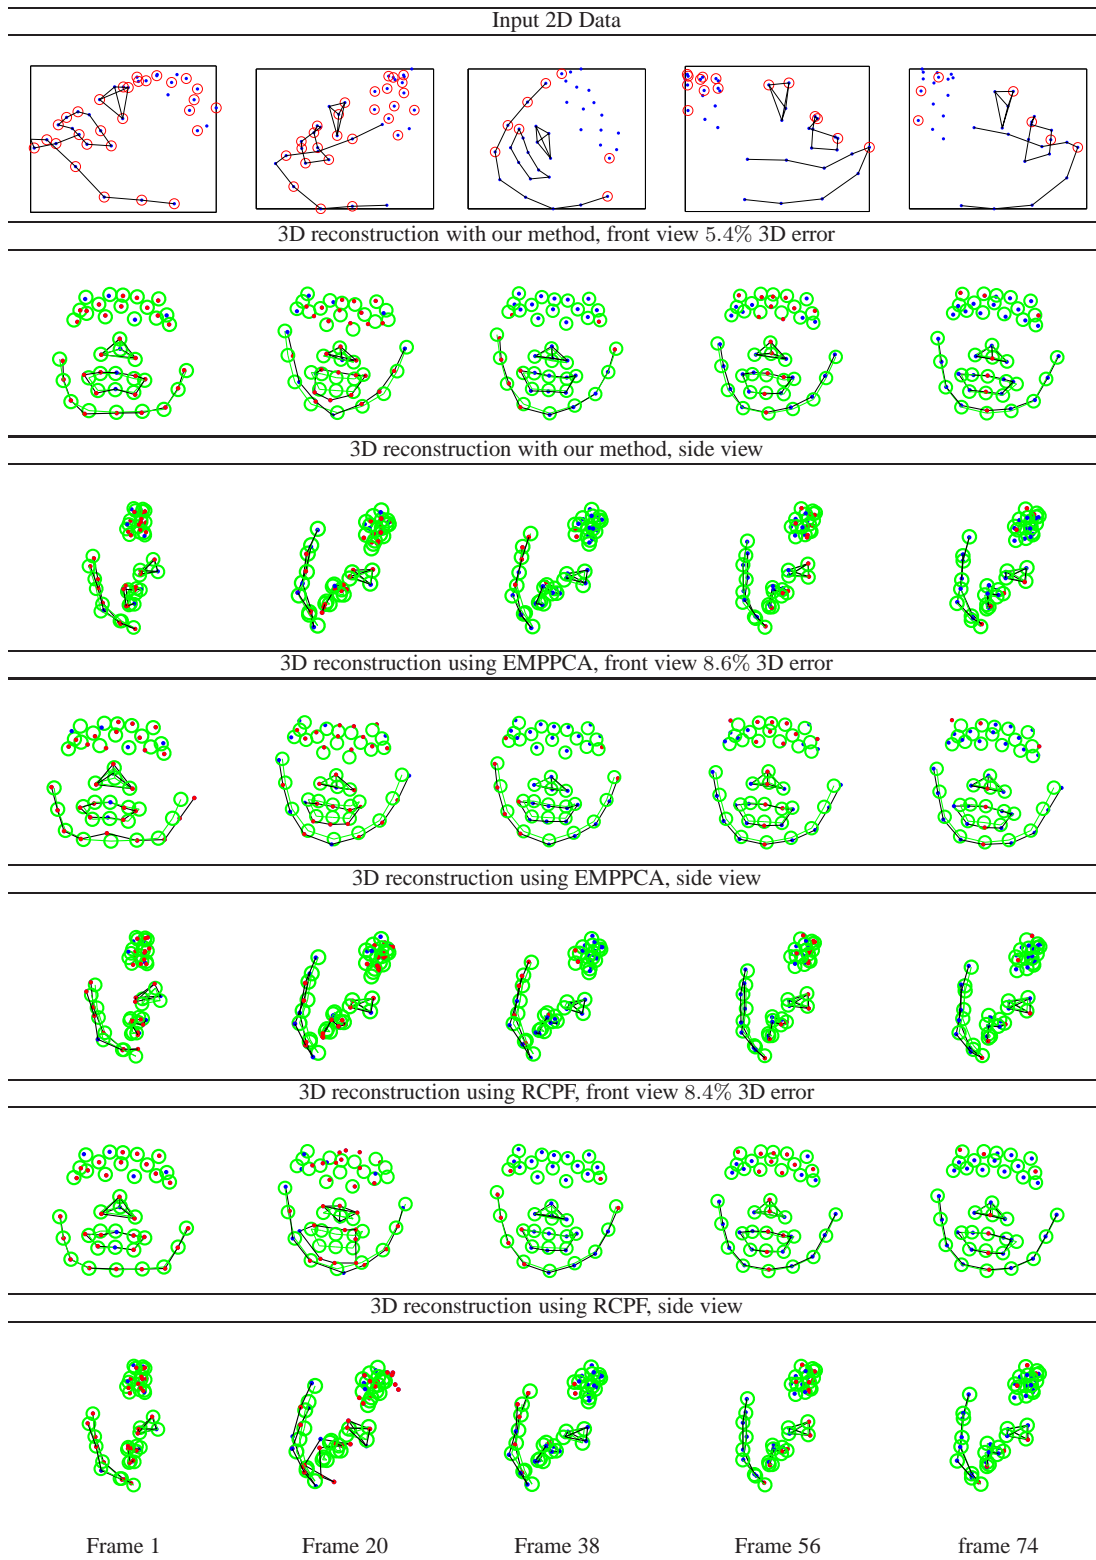 Input 2D Data
3D reconstruction with our method, front view 5.4% 3D error
3D reconstruction with our method, side view
3D reconstruction using EMPPCA, front view 8.6% 3D error
3D reconstruction using EMPPCA, side view
3D reconstruction using RCPF, front view 8.4% 3D error
3D reconstruction using RCPF, side view
Frame 1 Frame 20 Frame 38 Frame 56 frame 74